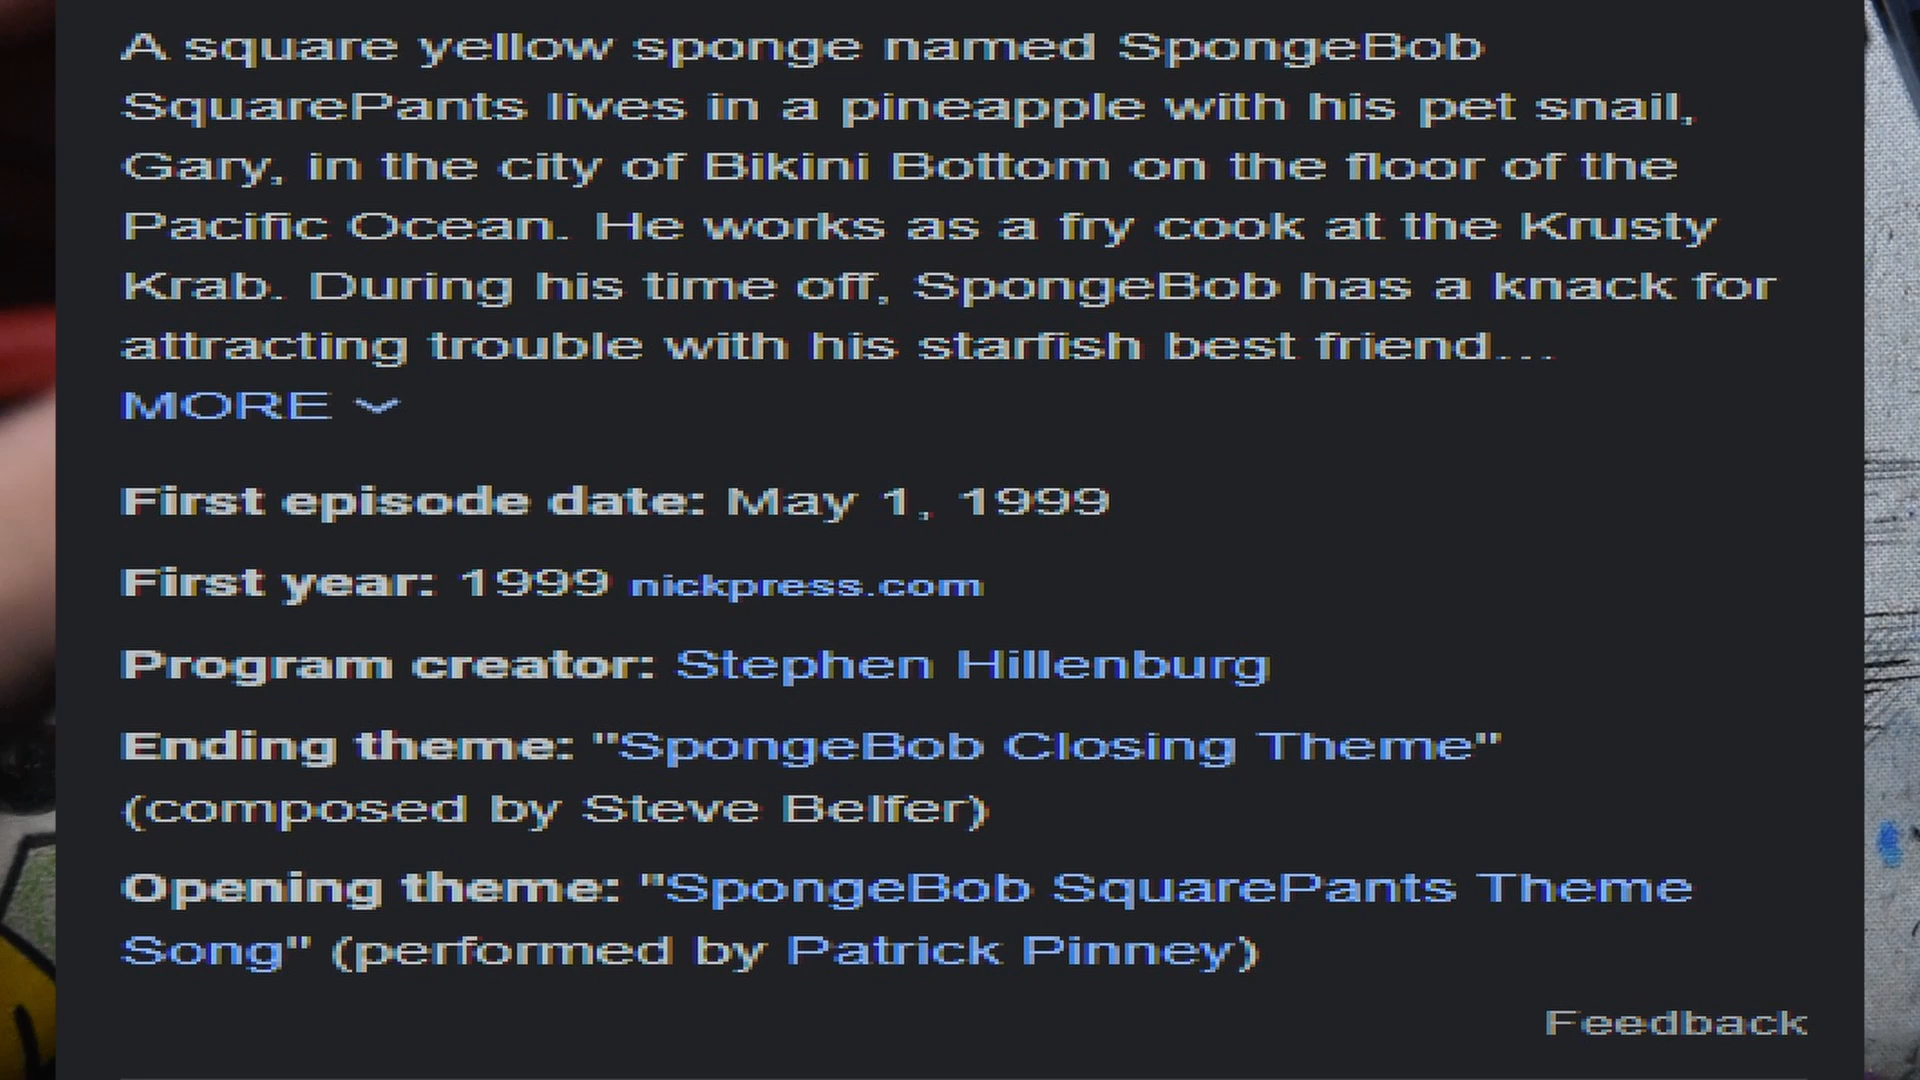 A square yellow sponge named SpongeBob
SquarePants lives in a pineapple with his pet snail,
Gary, in the city of Bikini Bottom on the floor of the
Pacific Ocean. He works as a fry cook at the Krusty
Krab. During his time off, SpongeBob has a knack for
attracting trouble with his starfish best friend...
MORE
First episode date: May 1, 1999
First year: 1999 nickpress.com
Program creator: Stephen Hillenburg
Ending theme: "SpongeBob Closing Theme"
(composed by Steve Belfer)
Opening theme: "SpongeBob SquarePants Theme
Song" (performed by Patrick Pinney)
Feedback